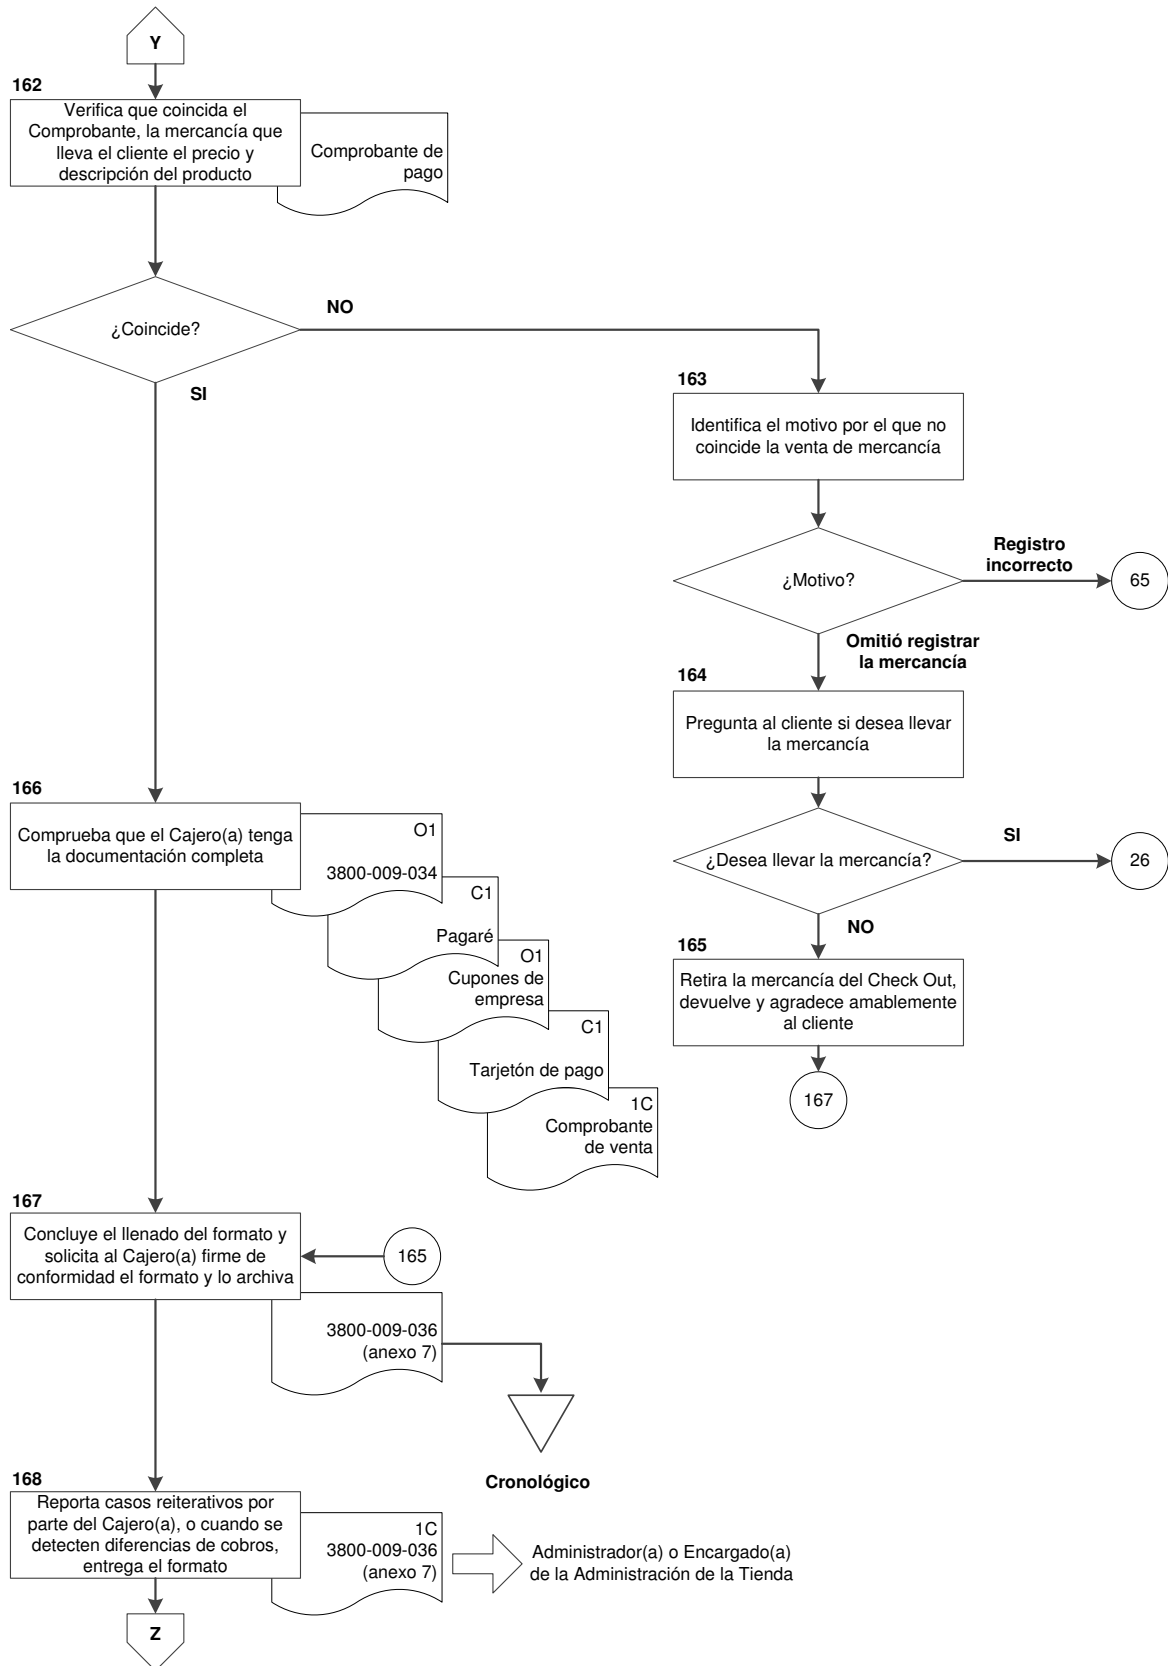 Y
162
Verifica que coincida el
Comprobante, la mercancía que
lleva el cliente el precio y
descripción del producto
Comprobante de
pago
¿Coincide?
NO
SI
163
Identifica el motivo por el que no
coincide la venta de mercancía
¿Motivo?
Registro
incorrecto
65
Omitió registrar
la mercancía
164
Pregunta al cliente si desea llevar
la mercancía
¿Desea llevar la mercancía?
SI
26
NO
165
Retira la mercancía del Check Out,
devuelve y agradece amablemente
al cliente
167
166
Comprueba que el Cajero(a) tenga
la documentación completa
O1
3800-009-034
C1
Pagaré
O1
Cupones de
empresa
C1
Tarjetón de pago
1C
Comprobante
de venta
167
Concluye el llenado del formato y
solicita al Cajero(a) firme de
conformidad el formato y lo archiva
165
3800-009-036
(anexo 7)
Cronológico
168
Reporta casos reiterativos por
parte del Cajero(a), o cuando se
detecten diferencias de cobros,
entrega el formato
1C
3800-009-036
(anexo 7)
Administrador(a) o Encargado(a)
de la Administración de la Tienda
Z